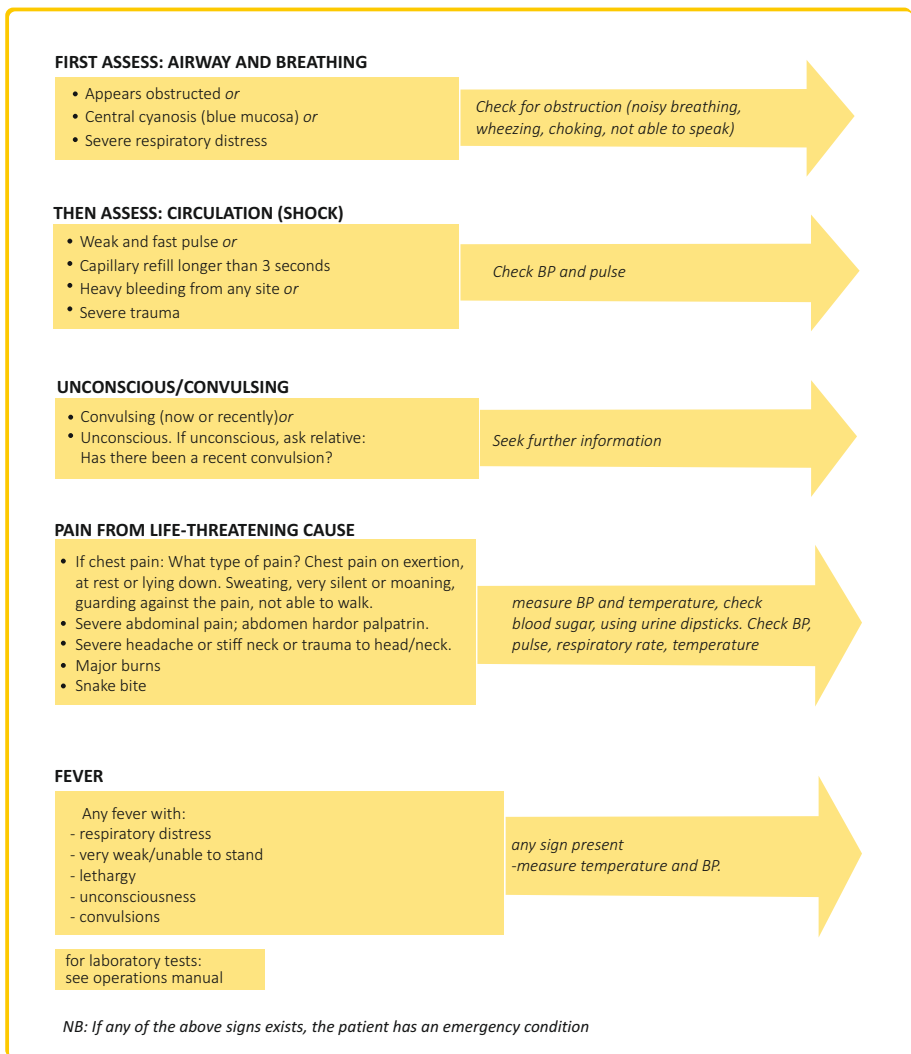 FIRST ASSESS: AIRWAY AND BREATHING
• Appears obstructed or
• Central cyanosis (blue mucosa) or
• Severe respiratory distress
Check for obstruction (noisy breathing,
wheezing, choking, not able to speak)
THEN ASSESS: CIRCULATION (SHOCK)
• Weak and fast pulse or
• Capillary refill longer than 3 seconds
• Heavy bleeding from any site or
• Severe trauma
Check BP and pulse
UNCONSCIOUS/CONVULSING
• Convulsing (now or recently)or
• Unconscious. If unconscious, ask relative:
Has there been a recent convulsion?
Seek further information
PAIN FROM LIFE-THREATENING CAUSE
• If chest pain: What type of pain? Chest pain on exertion,
at rest or lying down. Sweating, very silent or moaning,
guarding against the pain, not able to walk.
• Severe abdominal pain; abdomen hardor palpatrin.
• Severe headache or stiff neck or trauma to head/neck.
• Major burns
• Snake bite
measure BP and temperature, check
blood sugar, using urine dipsticks. Check BP,
pulse, respiratory rate, temperature
FEVER
Any fever with:
- respiratory distress
- very weak/unable to stand
- lethargy
- unconsciousness
- convulsions
any sign present
-measure temperature and BP.
for laboratory tests:
see operations manual
NB: If any of the above signs exists, the patient has an emergency condition